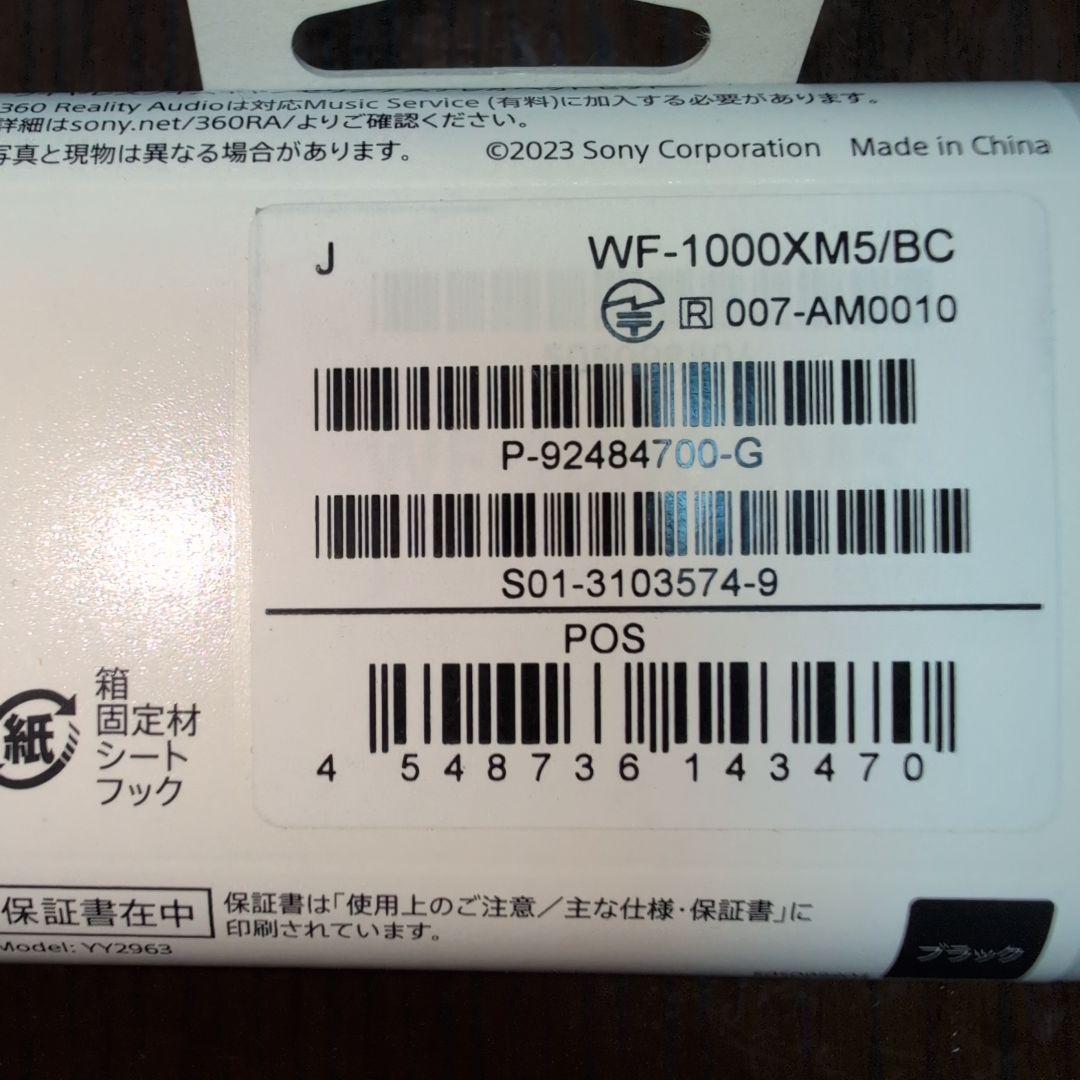 360 Reality Audioは対応Music Service (有料)に加入する必要があります。
詳細はsony.net/360RA/よりご確認ください。
写真と現物は異なる場合があります。 ©2023 Sony Corporation Made in China
J WF-1000XM5/BC
R 007-AM0010
P-92484700-G
S01-3103574-9
POS
4 548736 143470
紙
箱
固定材
シート
フック
保証書在中
保証書は「使用上のご注意／主な仕様・保証書」に
印刷されています。
Model: YY2963
ブラック